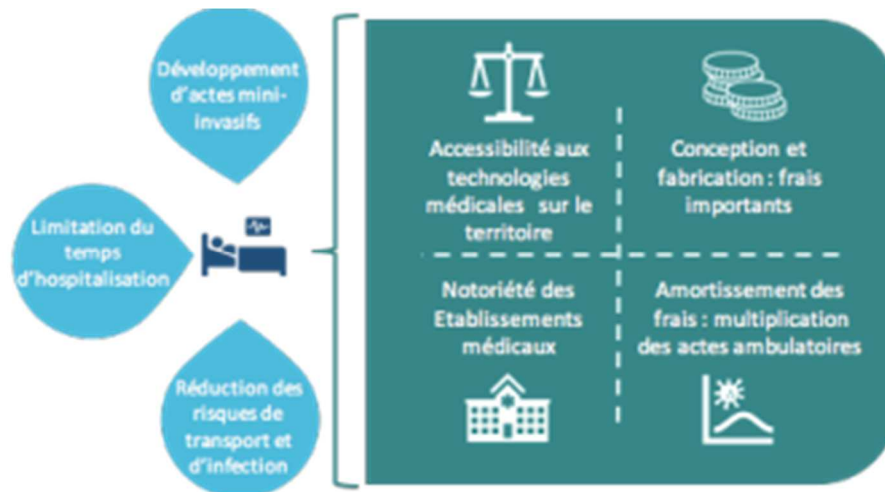 Développement
d'actes mini-
invasifs
Limitation du
temps
d'hospitalisation
Réduction des
risques de
transport et
d'infection
Accessibilité aux
technologies
médicales sur le
territoire
Conception et
fabrication : frais
importants
Notoriété des
Etablissements
médicaux
Amortissement des
frais : multiplication
des actes ambulatoires